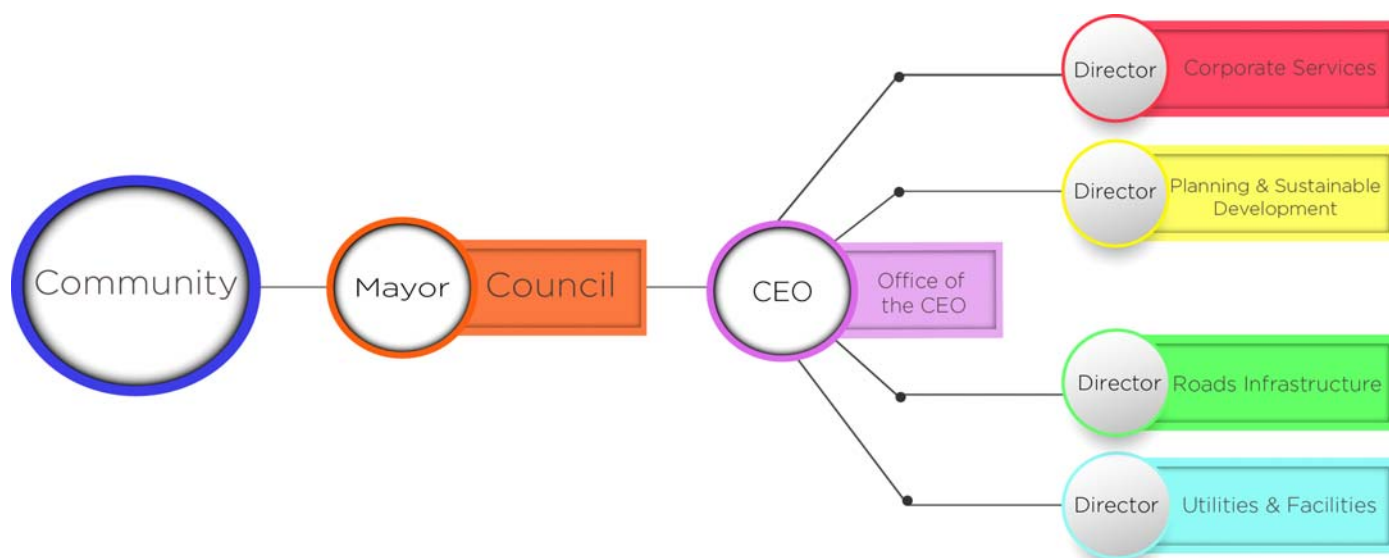 Community
Mayor
Council
CEO
Office of
the CEO
Director
Corporate Services
Director
Planning & Sustainable
Development
Director
Roads Infrastructure
Director
Utilities & Facilities